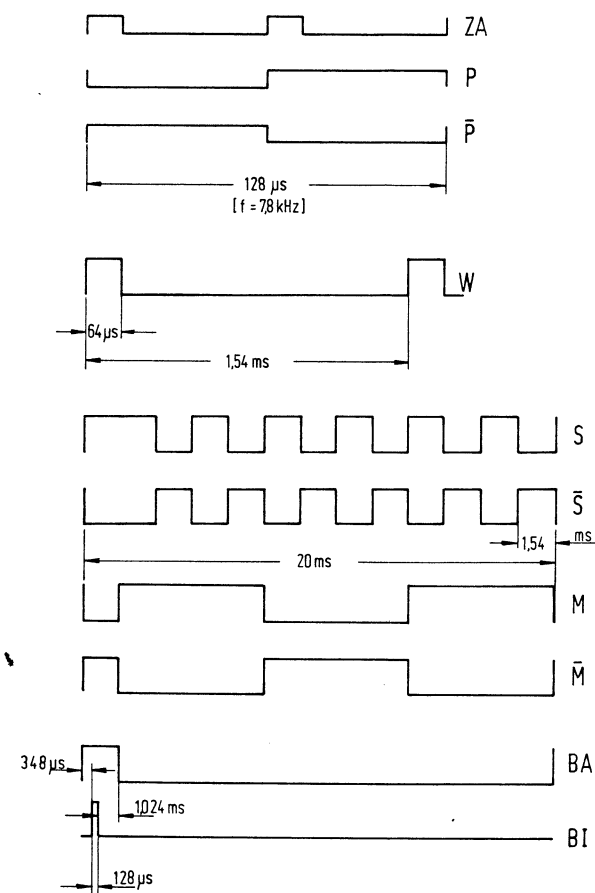 ZA
P
P̄
128 µs
[f = 7,8 kHz]
W
64 µs
1,54 ms
S
S̄
1,54 ms
20 ms
M
M̄
BA
348 µs
1,024 ms
BI
128 µs